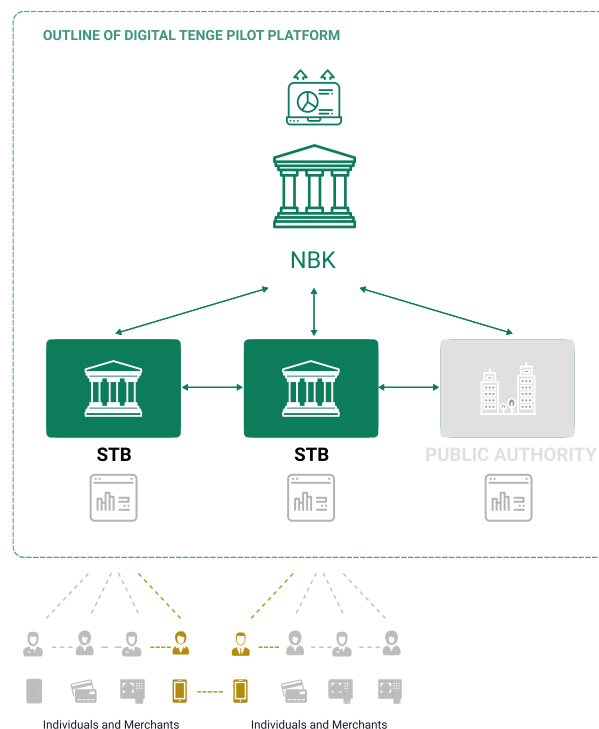 OUTLINE OF DIGITAL TENGE PILOT PLATFORM
NBK
STB
STB
PUBLIC AUTHORITY
Individuals and Merchants
Individuals and Merchants